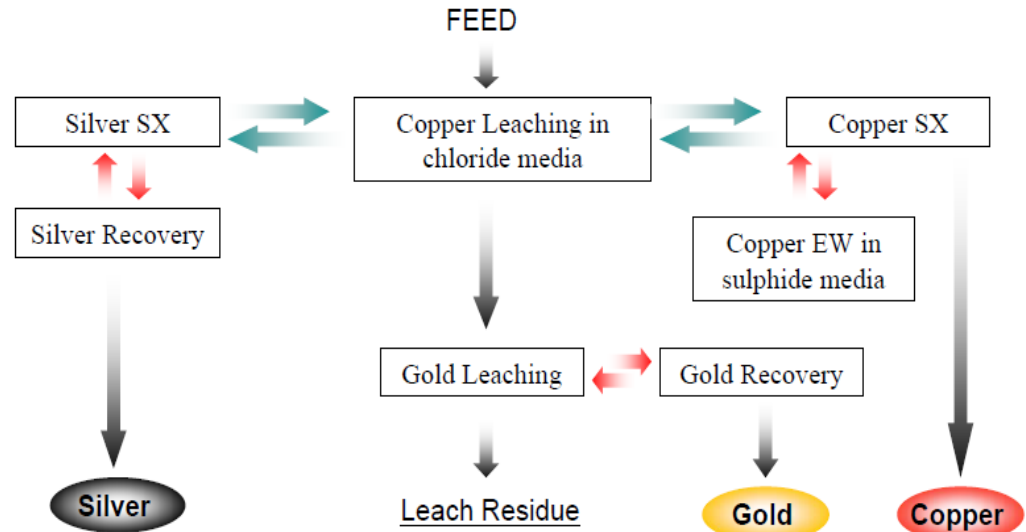 FEED
Silver SX
Copper Leaching in
chloride media
Copper SX
Silver Recovery
Copper EW in
sulphide media
Gold Leaching
Gold Recovery
Silver
Leach Residue
Gold
Copper